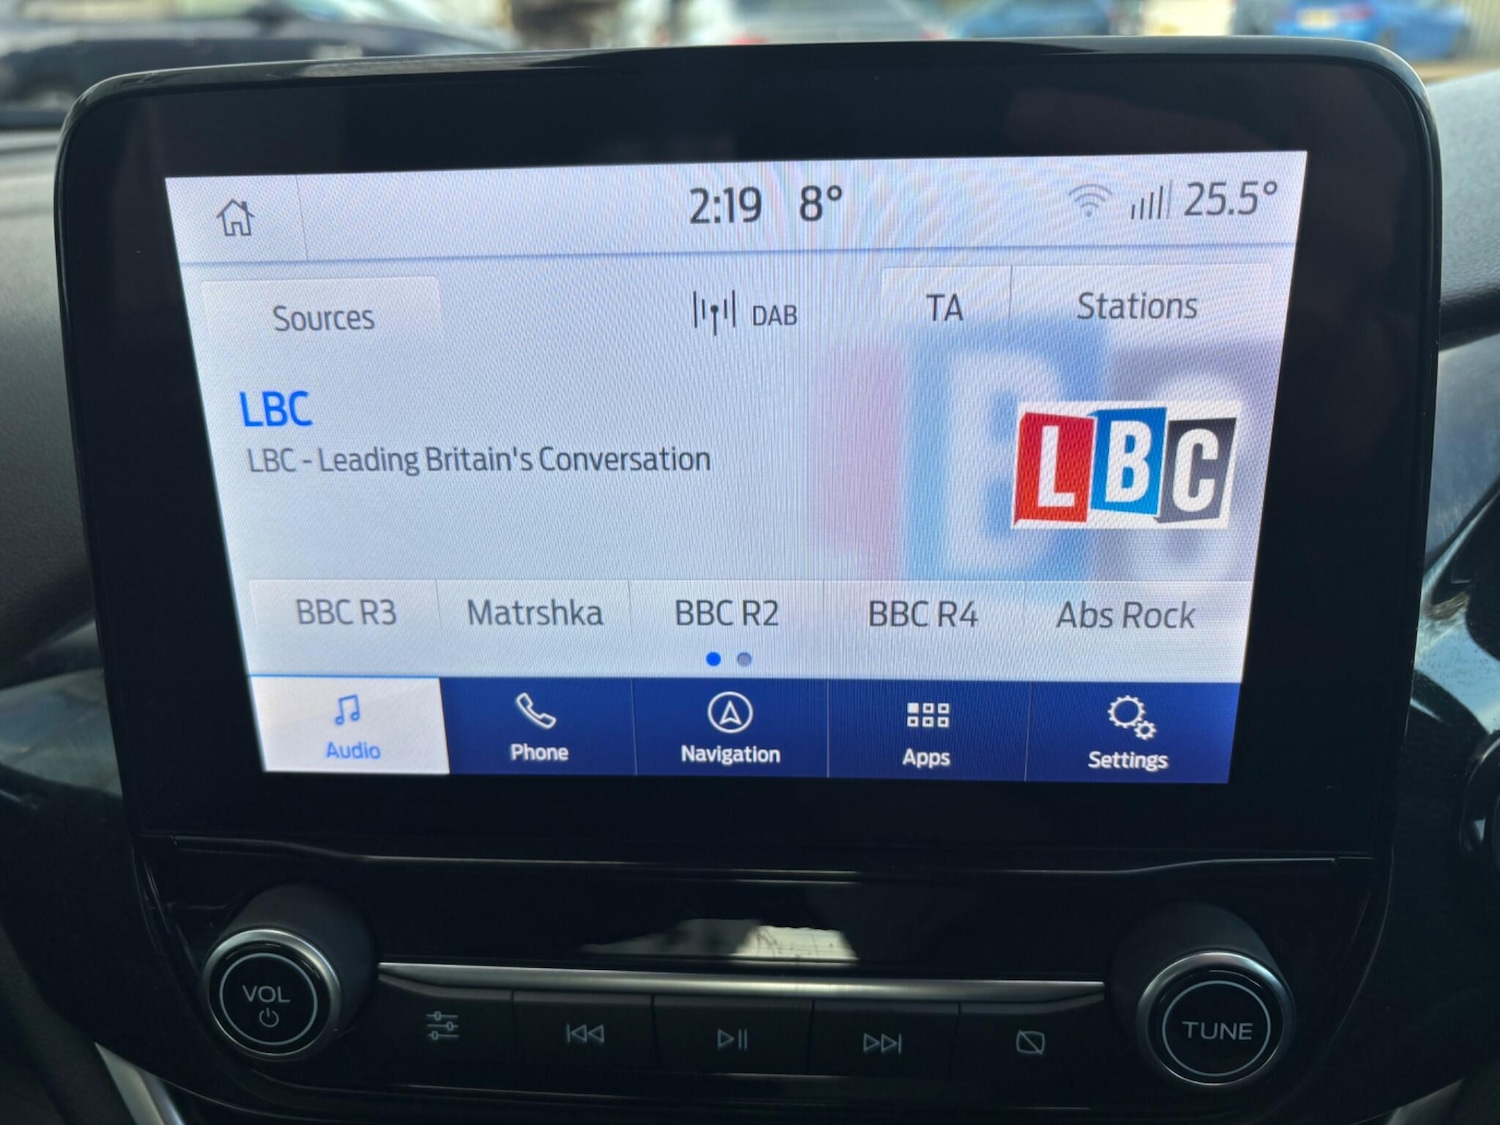 2:19 8° 25.5°
Sources DAB TA Stations
LBC
LBC - Leading Britain's Conversation
LBC
BBC R3 Matrshka BBC R2 BBC R4 Abs Rock
Audio Phone Navigation Apps Settings
VOL
TUNE